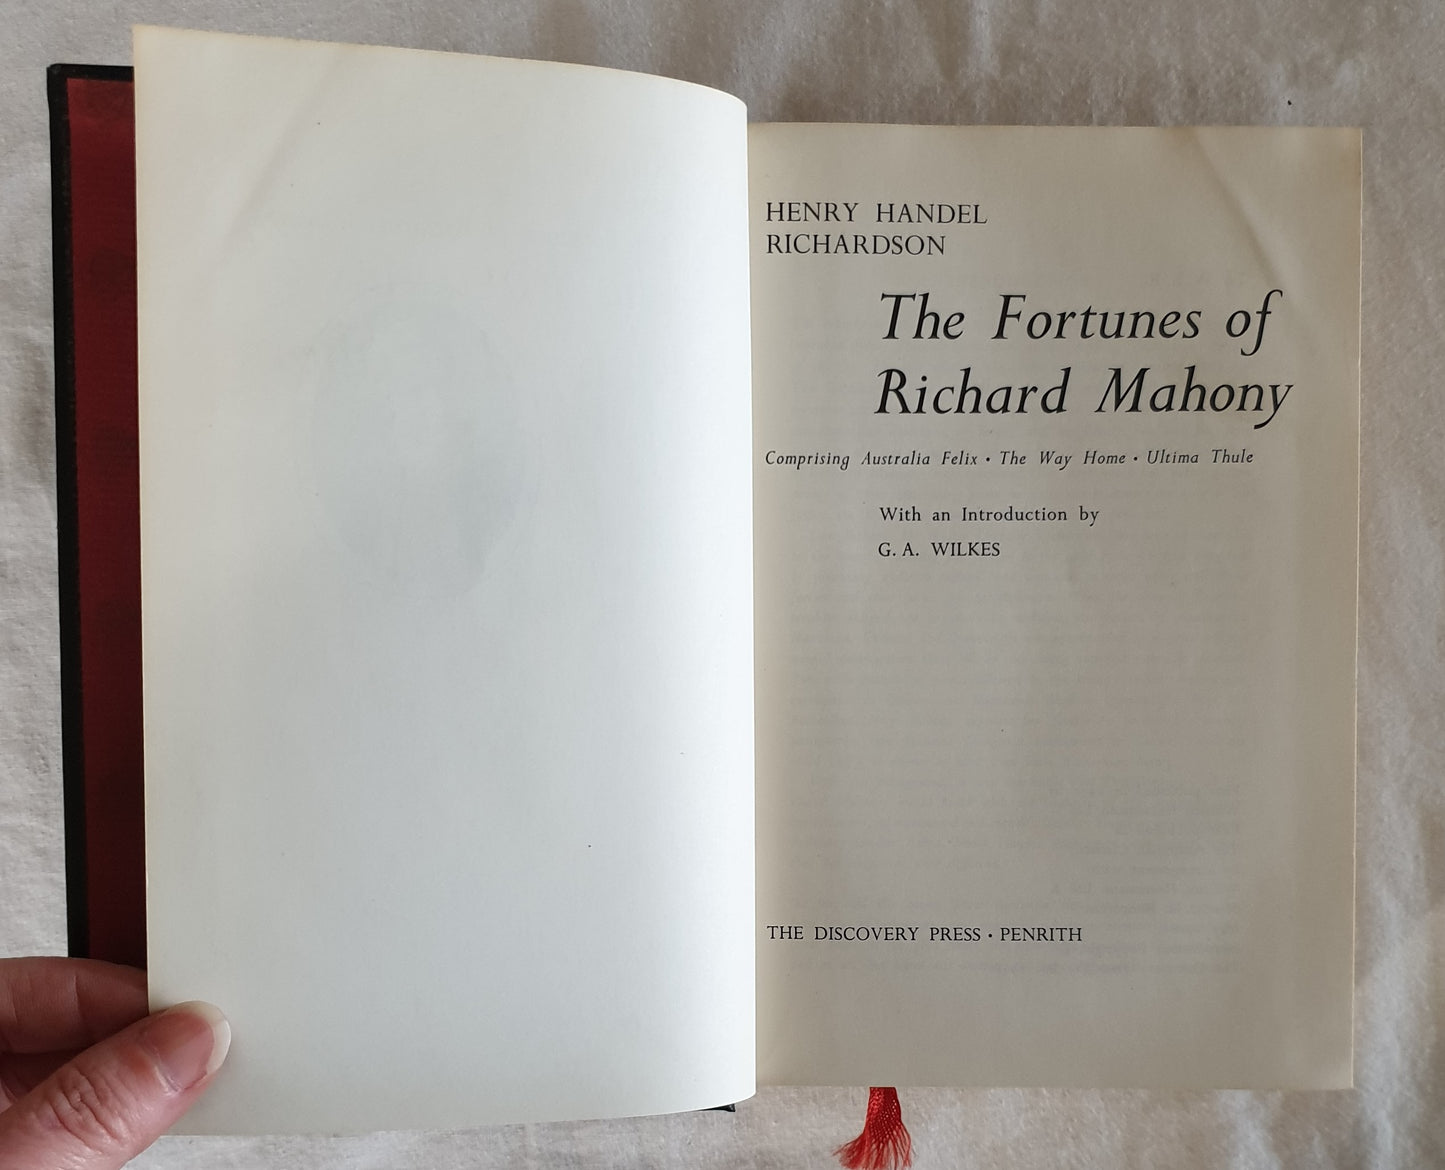 HENRY HANDEL
RICHARDSON
The Fortunes of
Richard Mahony
Comprising Australia Felix • The Way Home • Ultima Thule
With an Introduction by
G. A. WILKES
THE DISCOVERY PRESS • PENRITH